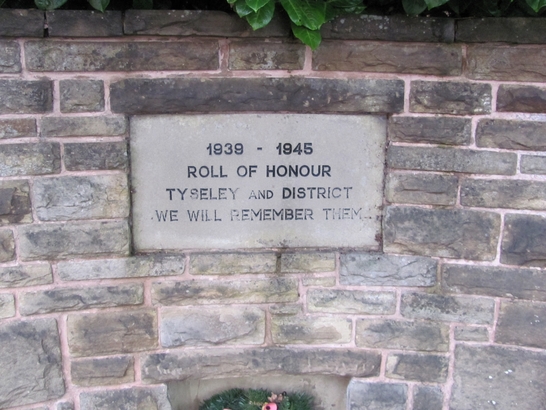 1939 - 1945
ROLL OF HONOUR
TYSELEY AND DISTRICT
WE WILL REMEMBER THEM